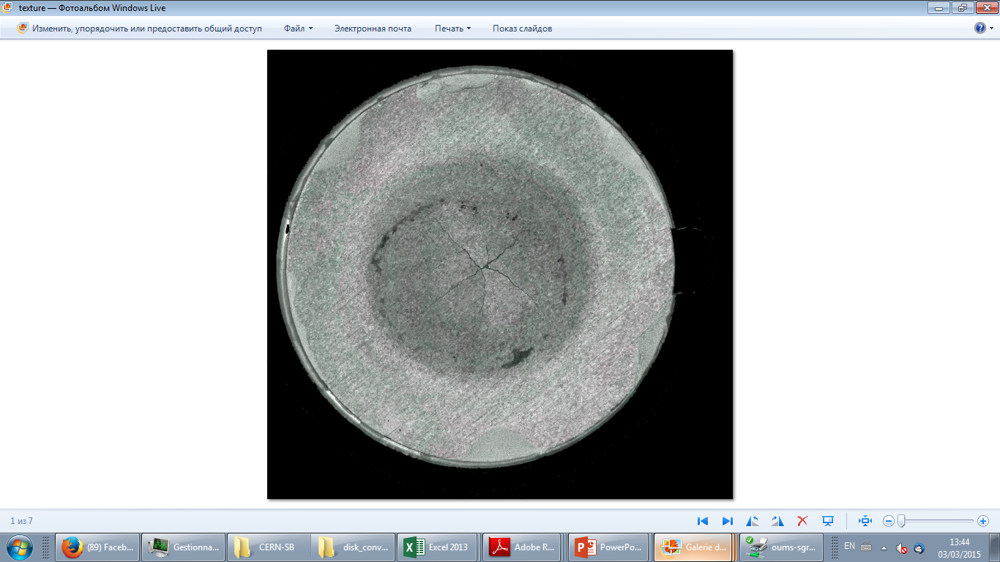 texture — Фотоальбом Windows Live
Изменить, упорядочить или предоставить общий доступ Файл Электронная почта Печать Показ слайдов
1 из 7
(89) Faceb... Gestionna... CERN-SB disk_conv... Excel 2013 Adobe R... PowerPo... Galerie d... oums-sgr... EN 13:44
03/03/2015